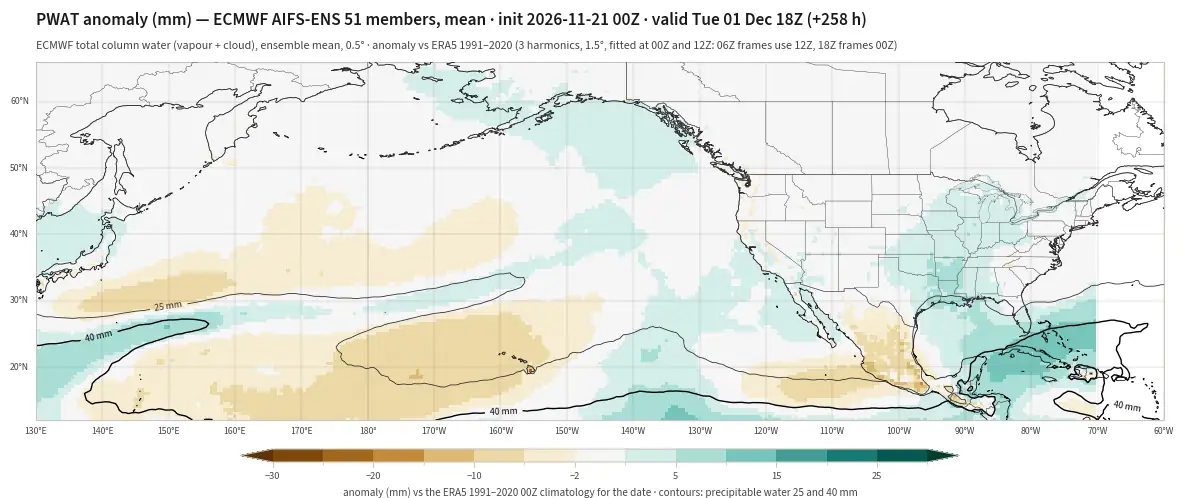 PWAT anomaly (mm) — ECMWF AIFS-ENS 51 members, mean · init 2026-11-21 00Z · valid Tue 01 Dec 18Z (+258 h)
ECMWF total column water (vapour + cloud), ensemble mean, 0.5° · anomaly vs ERA5 1991–2020 (3 harmonics, 1.5°, fitted at 00Z and 12Z: 06Z frames use 12Z, 18Z frames 00Z)
60°N
50°N
40°N
30°N
20°N
25 mm
40 mm
40 mm
40 mm
130°E 140°E 150°E 160°E 170°E 180° 170°W 160°W 150°W 140°W 130°W 120°W 110°W 100°W 90°W 80°W 70°W 60°W
−30 −20 −10 −2 5 15 25
anomaly (mm) vs the ERA5 1991–2020 00Z climatology for the date · contours: precipitable water 25 and 40 mm